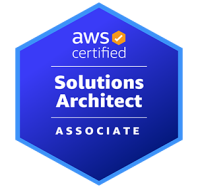 aws
certified
Solutions
Architect
ASSOCIATE